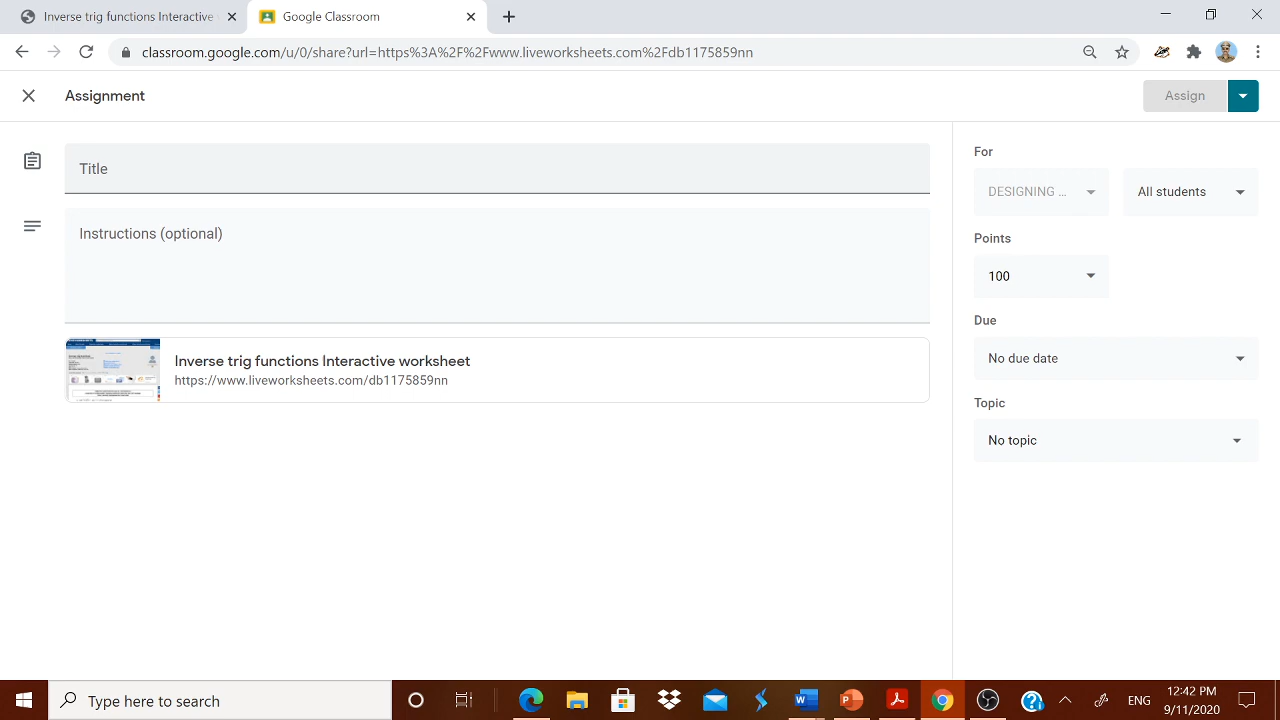 Inverse trig functions Interactive
Google Classroom
classroom.google.com/u/0/share?url=https%3A%2F%2Fwww.liveworksheets.com%2Fdb1175859nn
Assignment
Assign
Title
Instructions (optional)
Inverse trig functions Interactive worksheet
https://www.liveworksheets.com/db1175859nn
For
DESIGNING ...
All students
Points
100
Due
No due date
Topic
No topic
Type here to search
ENG
12:42 PM
9/11/2020